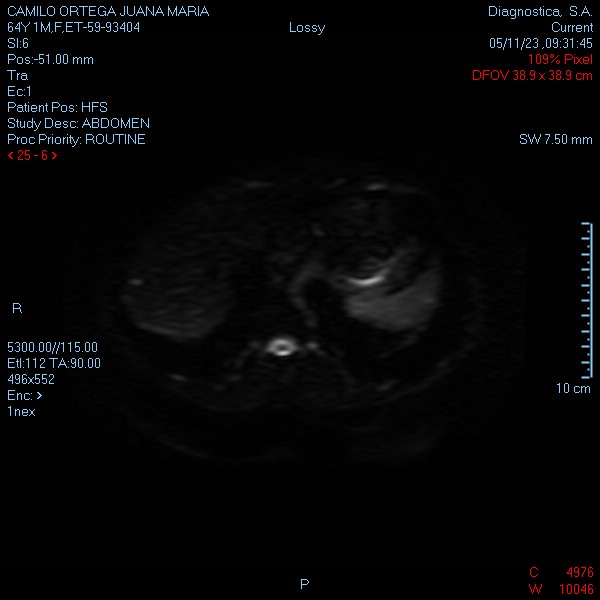 CAMILO ORTEGA JUANA MARIA
64Y 1M,F,ET-59-93404
Sl:6
Pos:-51.00 mm
Tra
Ec:1
Patient Pos: HFS
Study Desc: ABDOMEN
Proc Priority: ROUTINE
< 25 - 6 >
Lossy
Diagnostica, S.A.
Current
05/11/23 ,09:31:45
109% Pixel
DFOV 38.9 x 38.9 cm
SW 7.50 mm
R
5300.00//115.00
Etl:112 TA:90.00
496x552
Enc: >
1nex
10 cm
P
C 4976
W 10046